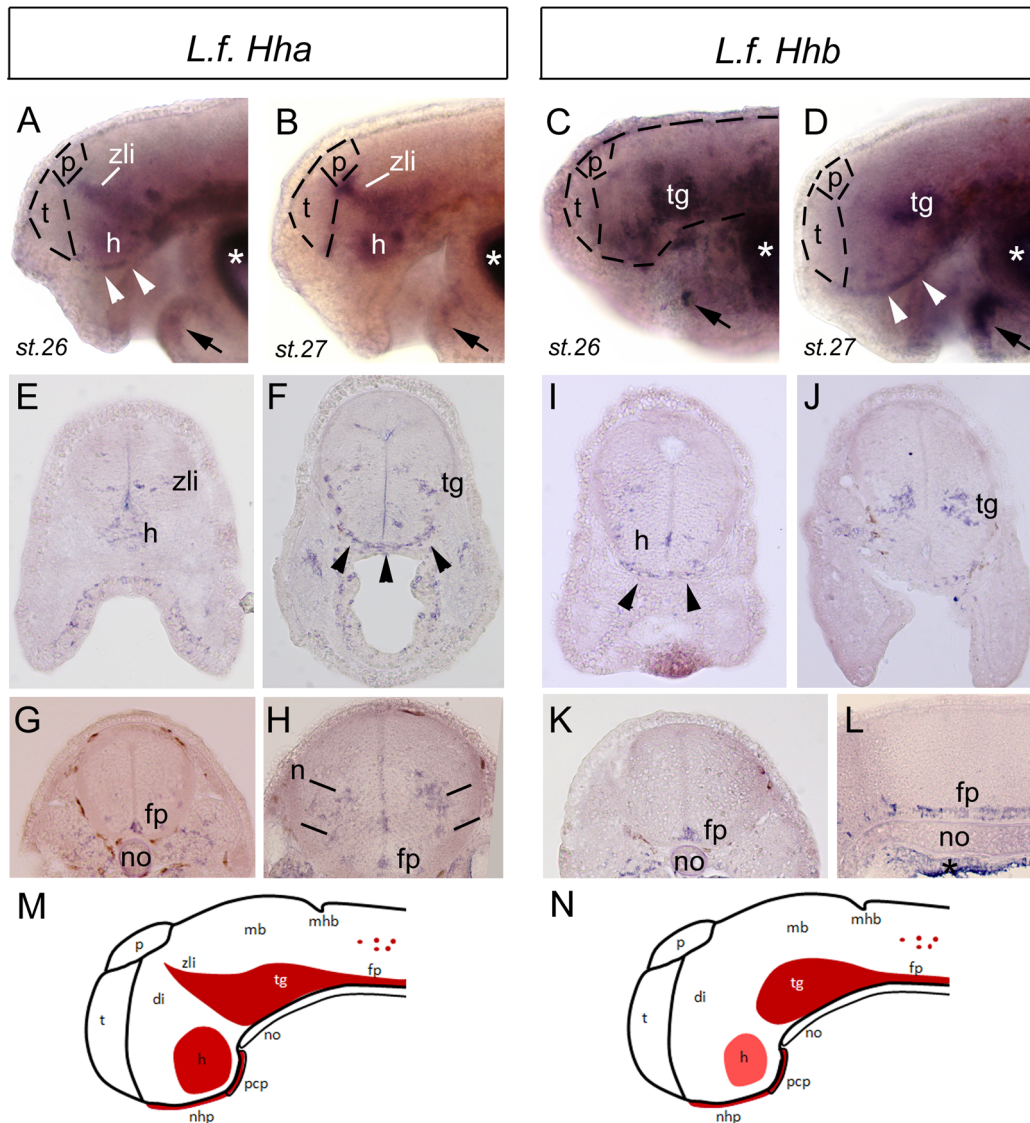 L.f. Hha
L.f. Hhb
A
p
zli
t
h
*
st.26
B
p
zli
t
h
*
st.27
C
p
t
tg
*
st.26
D
p
t
tg
*
st.27
E
zli
h
F
tg
I
h
J
tg
G
fp
no
H
n
fp
K
fp
no
L
fp
no
*
M
p
mb
mhb
zli
fp
tg
di
t
no
h
pcp
nhp
N
p
mb
mhb
fp
tg
di
t
no
h
pcp
nhp